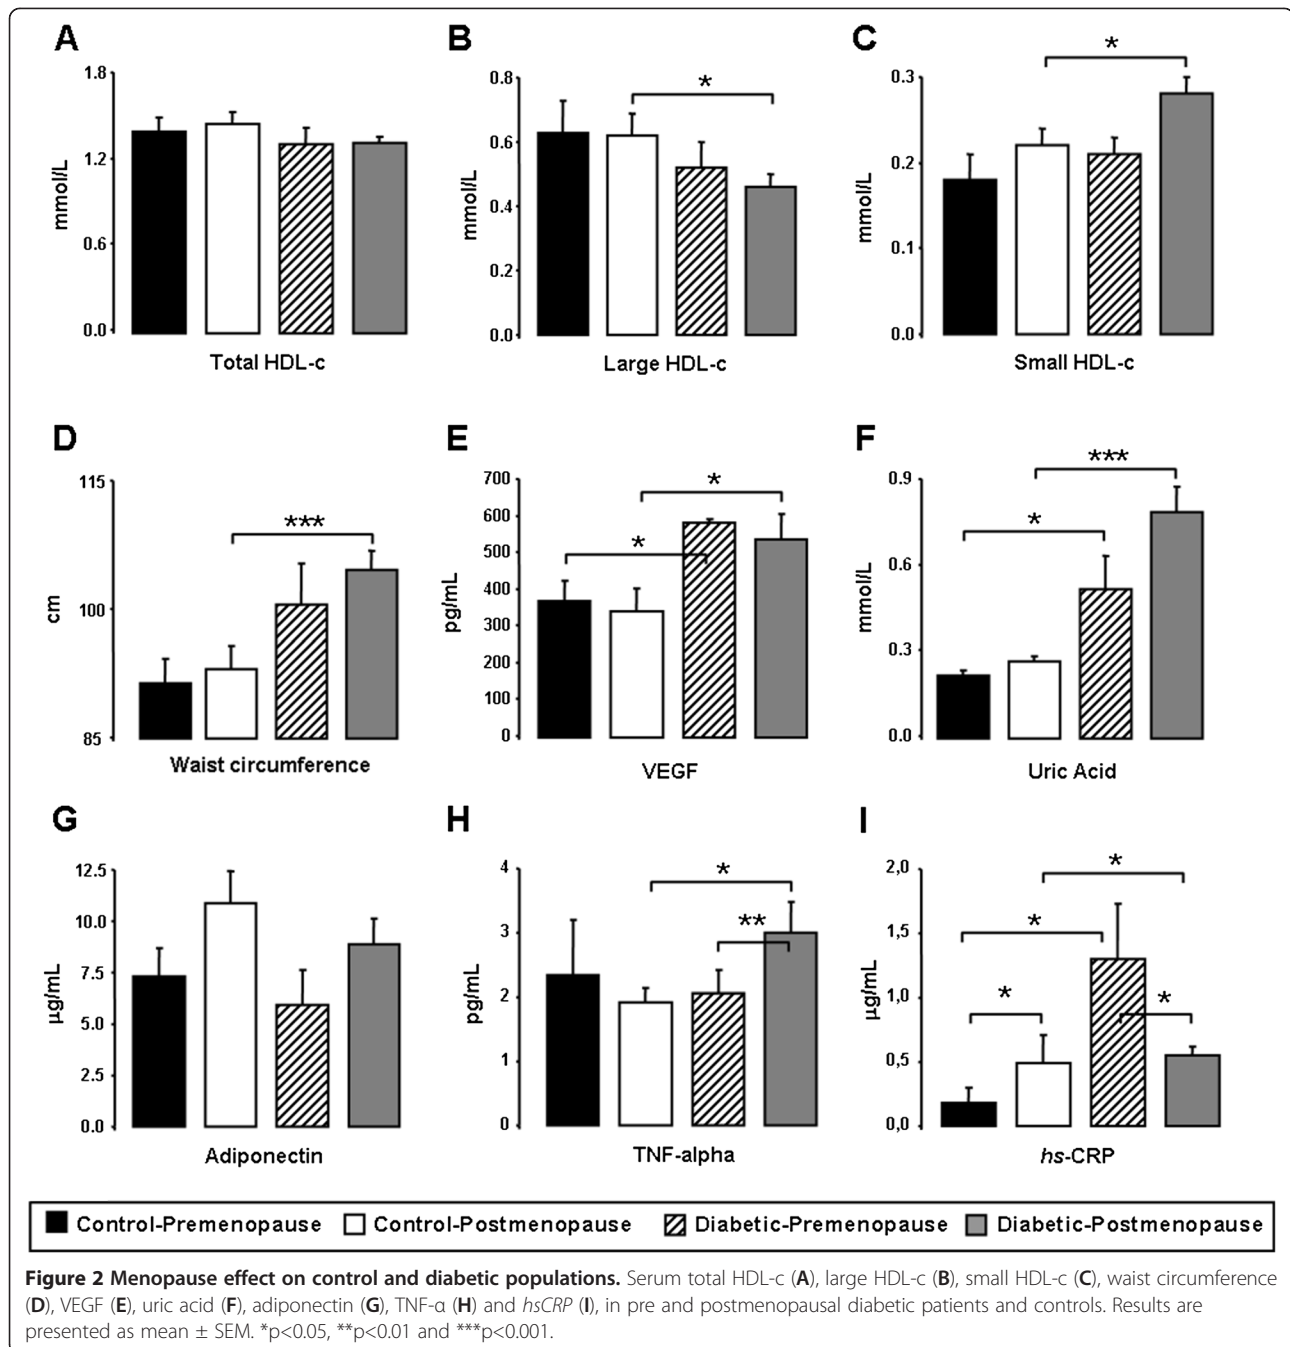 A
1.8
1.2
0.6
0.0
mmol/L
Total HDL-c
B
0.8
0.6
0.4
0.2
0.0
mmol/L
*
Large HDL-c
C
0.3
0.2
0.1
0.0
mmol/L
*
Small HDL-c
D
115
100
85
cm
***
Waist circumference
E
700
600
500
400
300
200
100
0
pg/mL
*
*
VEGF
F
0.9
0.6
0.3
0.0
mmol/L
***
*
Uric Acid
G
12.5
10.0
7.5
5.0
2.5
0.0
µg/mL
Adiponectin
H
4
3
2
1
0
pg/mL
*
**
TNF-alpha
I
2,0
1,5
1,0
0,5
0,0
µg/mL
*
*
*
*
hs-CRP
Control-Premenopause Control-Postmenopause Diabetic-Premenopause Diabetic-Postmenopause
Figure 2 Menopause effect on control and diabetic populations. Serum total HDL-c (A), large HDL-c (B), small HDL-c (C), waist circumference
(D), VEGF (E), uric acid (F), adiponectin (G), TNF-α (H) and hsCRP (I), in pre and postmenopausal diabetic patients and controls. Results are
presented as mean ± SEM. *p<0.05, **p<0.01 and ***p<0.001.